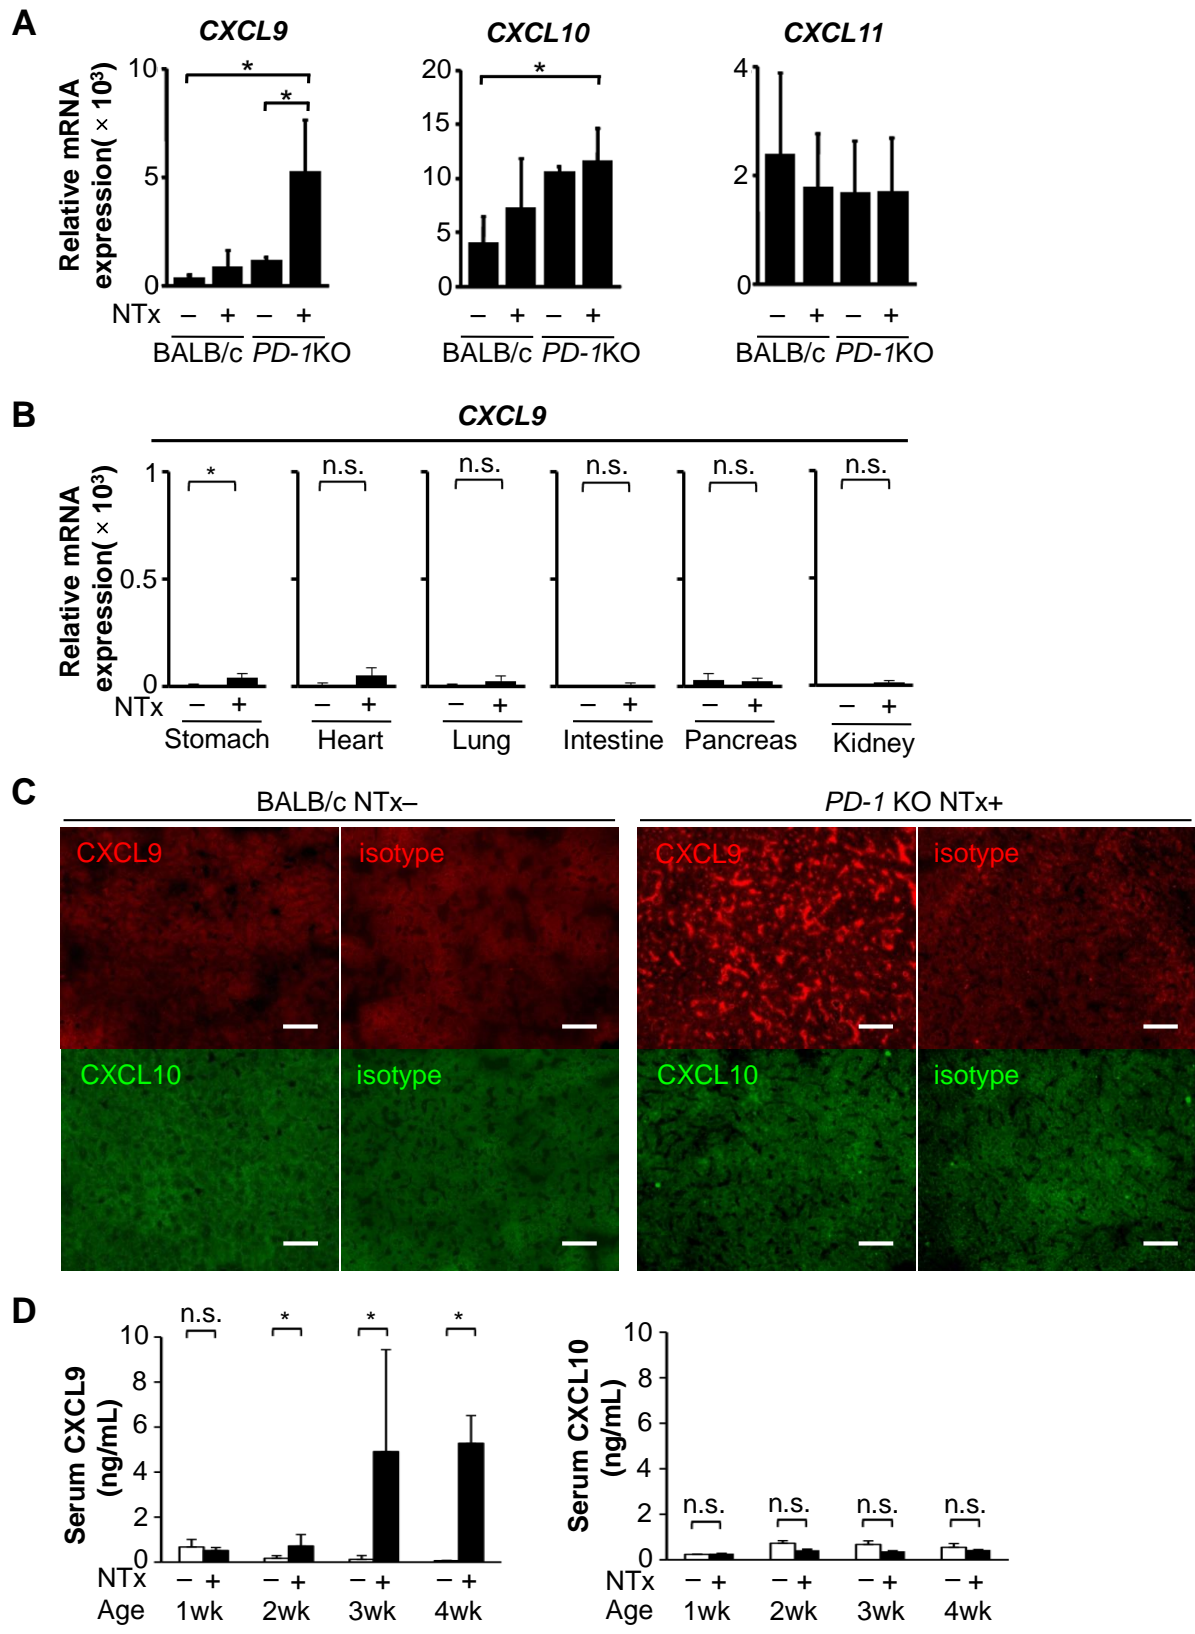 A
CXCL9 CXCL10 CXCL11
Relative mRNA
expression( × 10³)
10
5
0
*
*
20
15
10
5
0
*
4
2
0
NTx – + – + – + – + – + – +
BALB/c PD-1KO BALB/c PD-1KO BALB/c PD-1KO
B
CXCL9
Relative mRNA
expression( × 10³)
1
0.5
0
* n.s. n.s. n.s. n.s. n.s.
NTx – + – + – + – + – + – +
Stomach Heart Lung Intestine Pancreas Kidney
C
BALB/c NTx– PD-1 KO NTx+
CXCL9 isotype CXCL9 isotype
CXCL10 isotype CXCL10 isotype
D
Serum CXCL9
(ng/mL)
10
8
6
4
2
0
n.s. * * *
NTx – + – + – + – +
Age 1wk 2wk 3wk 4wk
Serum CXCL10
(ng/mL)
10
8
6
4
2
0
n.s. n.s. n.s. n.s.
NTx – + – + – + – +
Age 1wk 2wk 3wk 4wk